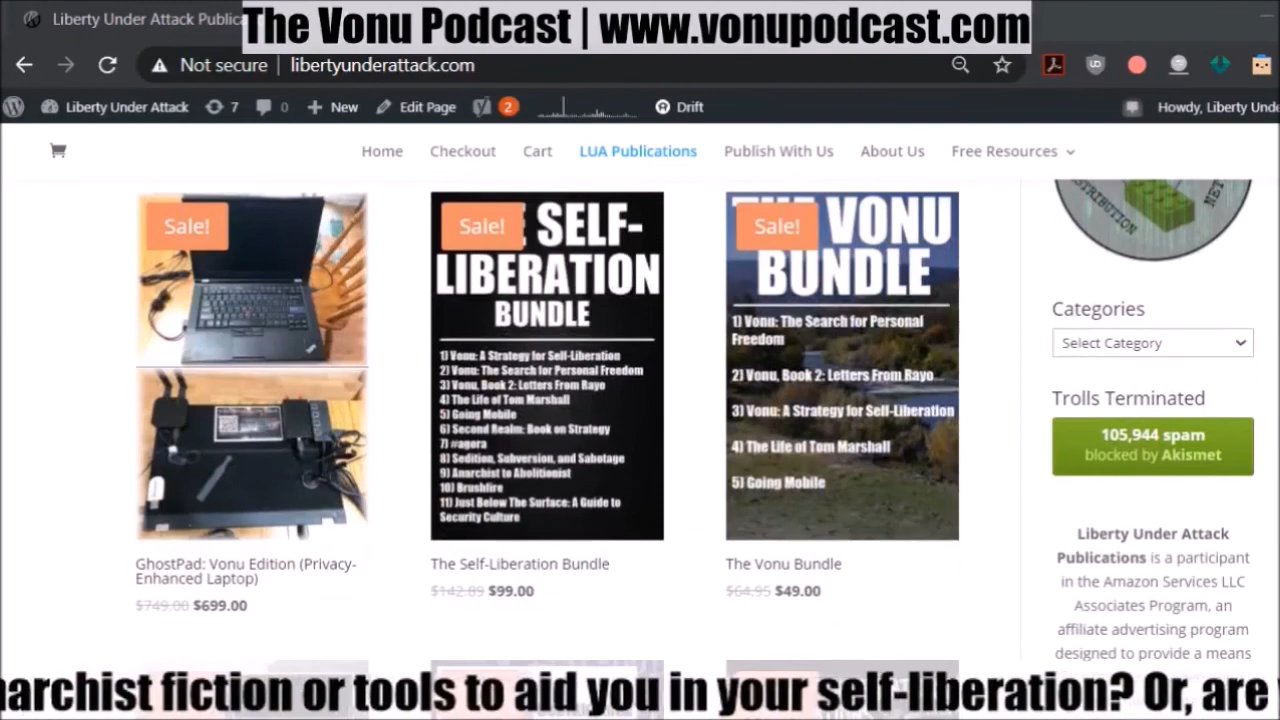 Liberty Under Attack Publica
The Vonu Podcast | www.vonupodcast.com
Not secure | libertyunderattack.com
Liberty Under Attack 7 0 New Edit Page 2 Drift Howdy, Liberty Unde
Home Checkout Cart LUA Publications Publish With Us About Us Free Resources
Sale!
GhostPad: Vonu Edition (Privacy-
Enhanced Laptop)
$749.00 $699.00
Sale!
SELF-
LIBERATION
BUNDLE
1) Vonu: A Strategy for Self-Liberation
2) Vonu: The Search for Personal Freedom
3) Vonu, Book 2: Letters From Rayo
4) The Life of Tom Marshall
5) Going Mobile
6) Second Realm: Book on Strategy
7) #agora
8) Sedition, Subversion, and Sabotage
9) Anarchist to Abolitionist
10) Brushfire
11) Just Below The Surface: A Guide to
Security Culture
The Self-Liberation Bundle
$142.89 $99.00
Sale!
VONU
BUNDLE
1) Vonu: The Search for Personal
Freedom
2) Vonu, Book 2: Letters From Rayo
3) Vonu: A Strategy for Self-Liberation
4) The Life of Tom Marshall
5) Going Mobile
The Vonu Bundle
$64.95 $49.00
DISTRIBUTION NET
Categories
Select Category
Trolls Terminated
105,944 spam
blocked by Akismet
Liberty Under Attack
Publications is a participant
in the Amazon Services LLC
Associates Program, an
affiliate advertising program
designed to provide a means
narchist fiction or tools to aid you in your self-liberation? Or, are